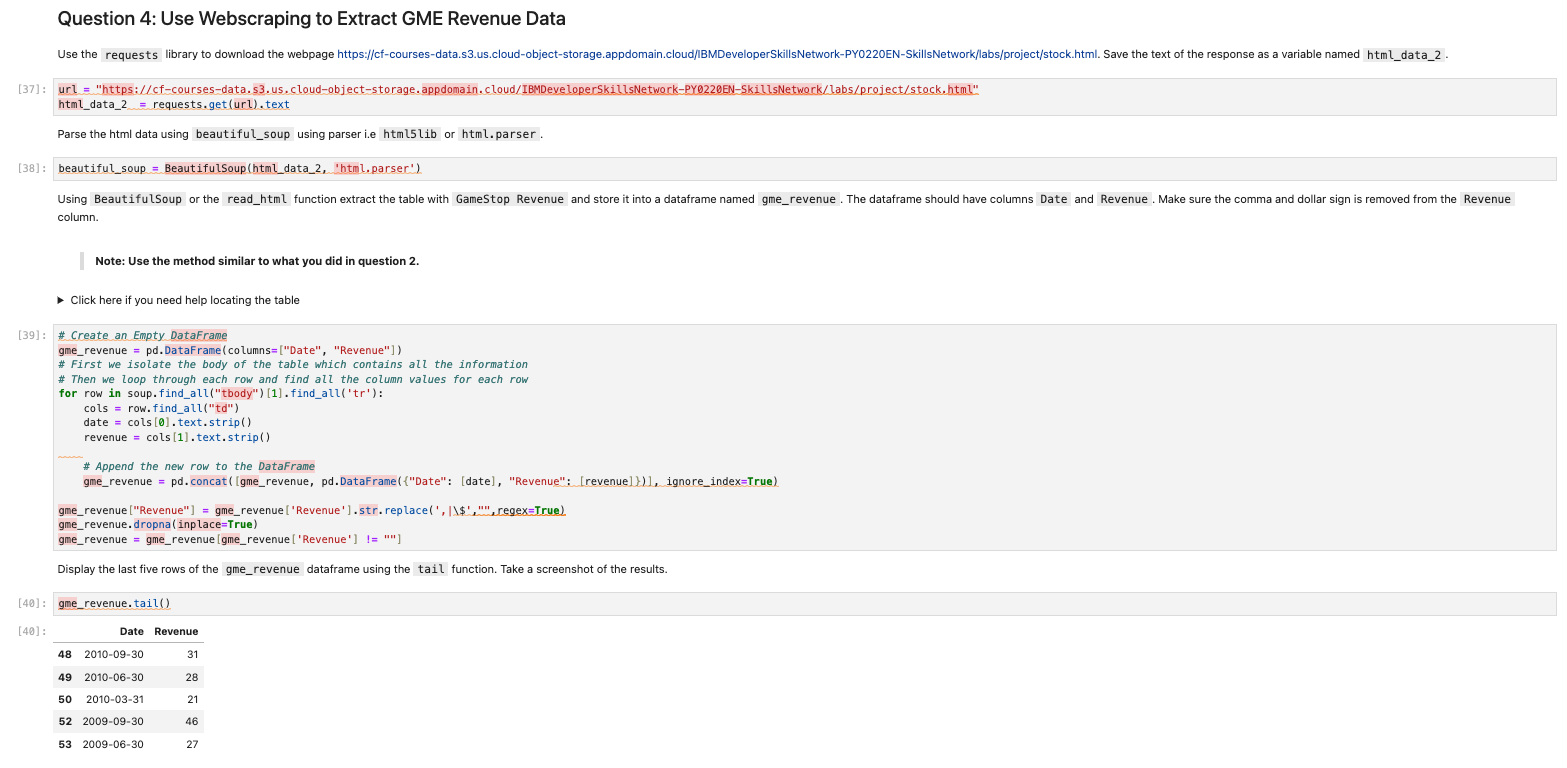 Question 4: Use Webscraping to Extract GME Revenue Data
Use the requests library to download the webpage https://cf-courses-data.s3.us.cloud-object-storage.appdomain.cloud/IBMDeveloperSkillsNetwork-PY0220EN-SkillsNetwork/labs/project/stock.html. Save the text of the response as a variable named html_data_2.
[37]: url = "https://cf-courses-data.s3.us.cloud-object-storage.appdomain.cloud/IBMDeveloperSkillsNetwork-PY0220EN-SkillsNetwork/labs/project/stock.html"
html_data_2  = requests.get(url).text
Parse the html data using beautiful_soup using parser i.e html5lib or html.parser.
[38]: beautiful_soup = BeautifulSoup(html_data_2, 'html.parser')
Using BeautifulSoup or the read_html function extract the table with GameStop Revenue and store it into a dataframe named gme_revenue. The dataframe should have columns Date and Revenue. Make sure the comma and dollar sign is removed from the Revenue
column.
Note: Use the method similar to what you did in question 2.
▶ Click here if you need help locating the table
[39]: # Create an Empty DataFrame
gme_revenue = pd.DataFrame(columns=["Date", "Revenue"])
# First we isolate the body of the table which contains all the information
# Then we loop through each row and find all the column values for each row
for row in soup.find_all("tbody")[1].find_all('tr'):
    cols = row.find_all("td")
    date = cols[0].text.strip()
    revenue = cols[1].text.strip()
    # Append the new row to the DataFrame
    gme_revenue = pd.concat([gme_revenue, pd.DataFrame({"Date": [date], "Revenue": [revenue]})], ignore_index=True)
gme_revenue["Revenue"] = gme_revenue['Revenue'].str.replace(',|\$',"",regex=True)
gme_revenue.dropna(inplace=True)
gme_revenue = gme_revenue[gme_revenue['Revenue'] != ""]
Display the last five rows of the gme_revenue dataframe using the tail function. Take a screenshot of the results.
[40]: gme_revenue.tail()
[40]: Date Revenue
48 2010-09-30 31
49 2010-06-30 28
50 2010-03-31 21
52 2009-09-30 46
53 2009-06-30 27